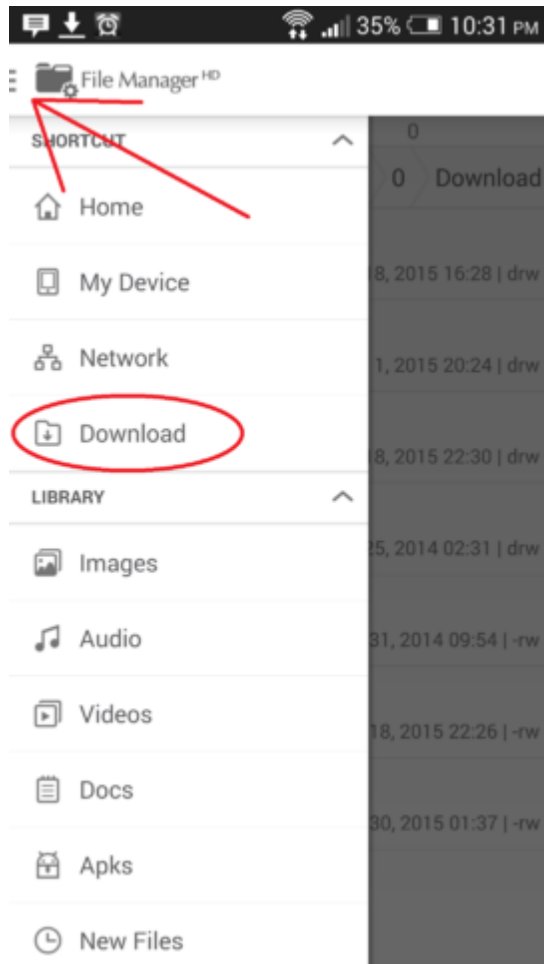 35% 10:31 PM
File Manager HD
SHORTCUT
0
0 Download
Home
My Device
8, 2015 16:28 | drw
Network
1, 2015 20:24 | drw
Download
8, 2015 22:30 | drw
LIBRARY
25, 2014 02:31 | drw
Images
Audio
31, 2014 09:54 | -rw
Videos
18, 2015 22:26 | -rw
Docs
30, 2015 01:37 | -rw
Apks
New Files